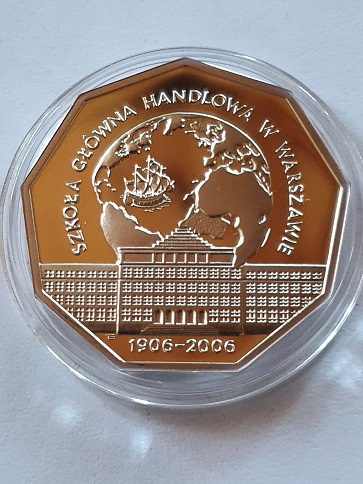 SZKOŁA GŁÓWNA HANDLOWA W WARSZAWIE
1906-2006